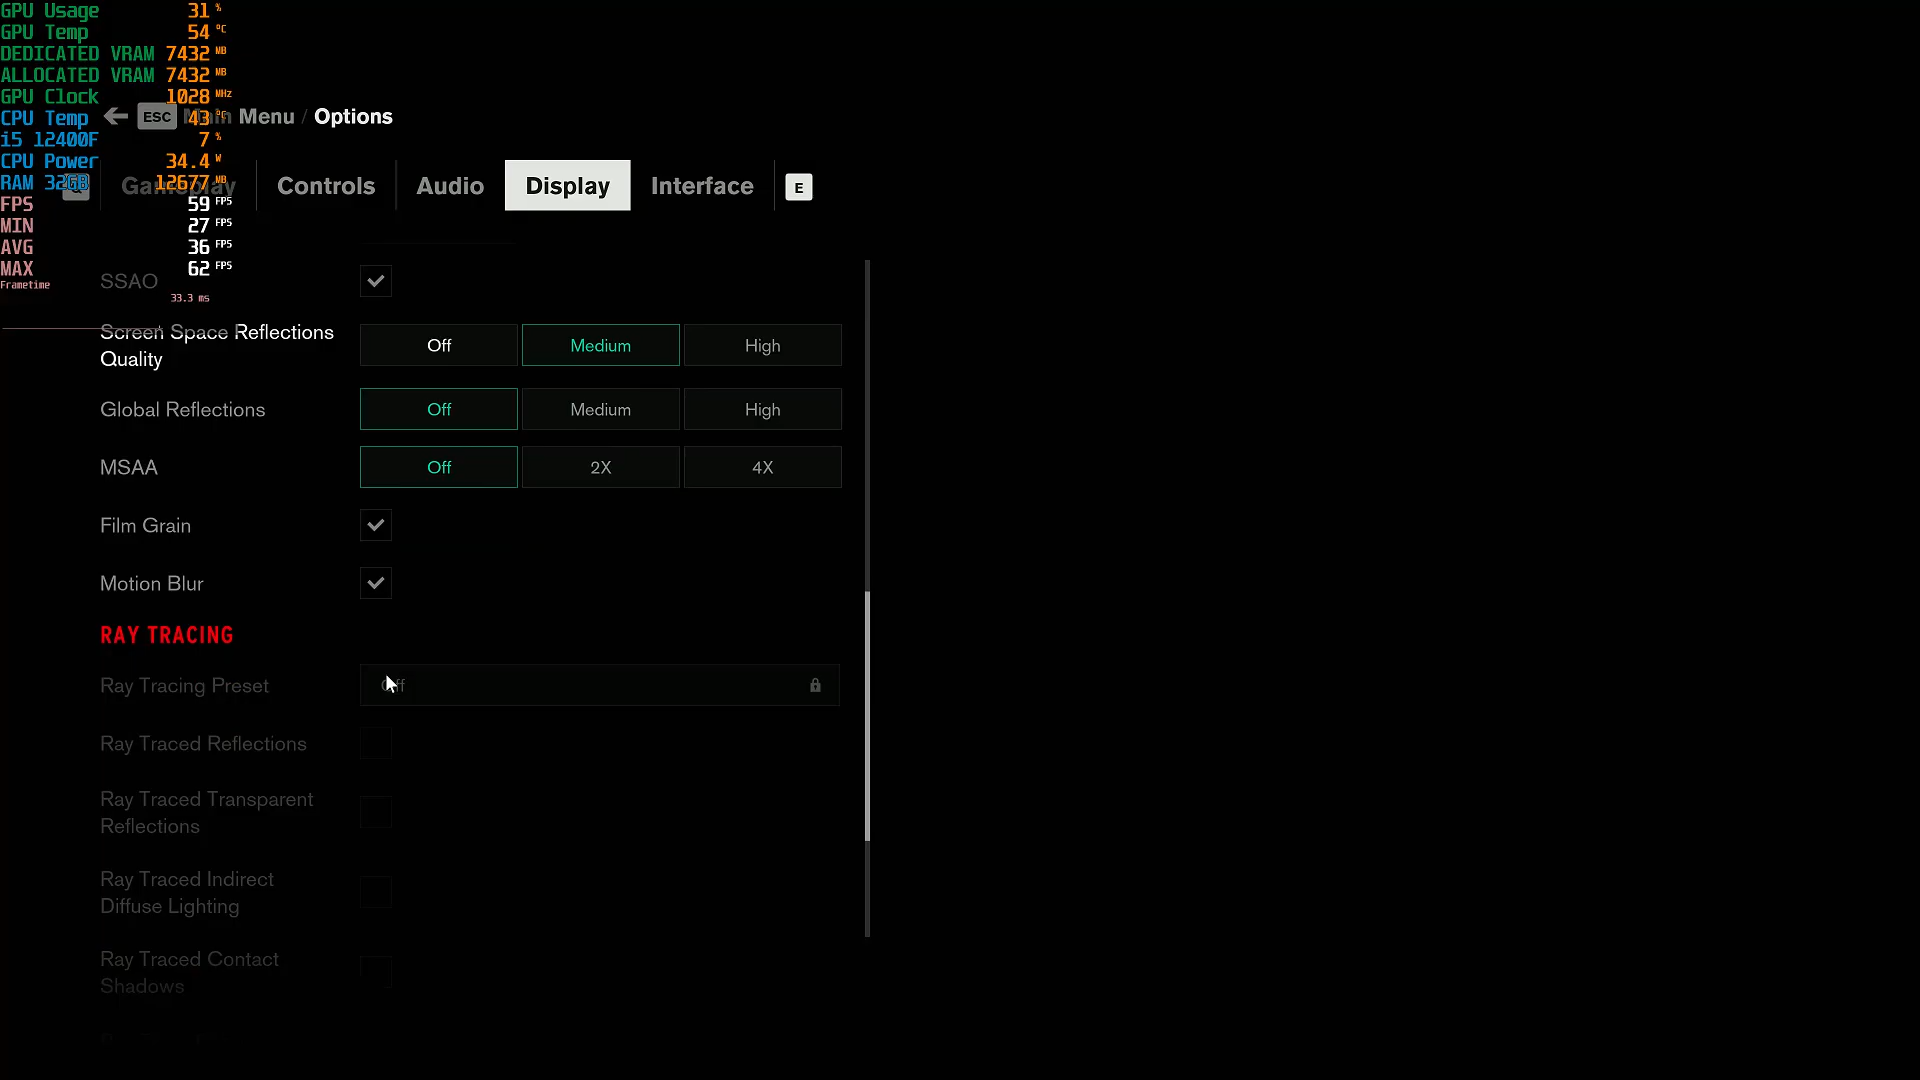 GPU Usage 31 %
GPU Temp 54 °C
DEDICATED VRAM 7432 MB
ALLOCATED VRAM 7432 MB
GPU Clock 1028 MHz
CPU Temp 43 °C
i5 12400F 7 %
CPU Power 34.4 W
RAM 32GB 12677 MB
FPS 59 FPS
MIN 27 FPS
AVG 36 FPS
MAX 62 FPS
Frametime
33.3 ms
ESC Main Menu / Options
Gameplay Controls Audio Display Interface E
SSAO
Screen Space Reflections
Quality
Off Medium High
Global Reflections Off Medium High
MSAA Off 2X 4X
Film Grain
Motion Blur
RAY TRACING
Ray Tracing Preset Off
Ray Traced Reflections
Ray Traced Transparent
Reflections
Ray Traced Indirect
Diffuse Lighting
Ray Traced Contact
Shadows